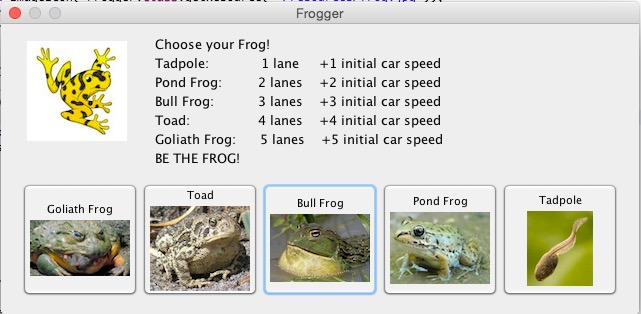 Frogger
Choose your Frog!
Tadpole: 1 lane +1 initial car speed
Pond Frog: 2 lanes +2 initial car speed
Bull Frog: 3 lanes +3 initial car speed
Toad: 4 lanes +4 initial car speed
Goliath Frog: 5 lanes +5 initial car speed
BE THE FROG!
Goliath Frog
Toad
Bull Frog
Pond Frog
Tadpole